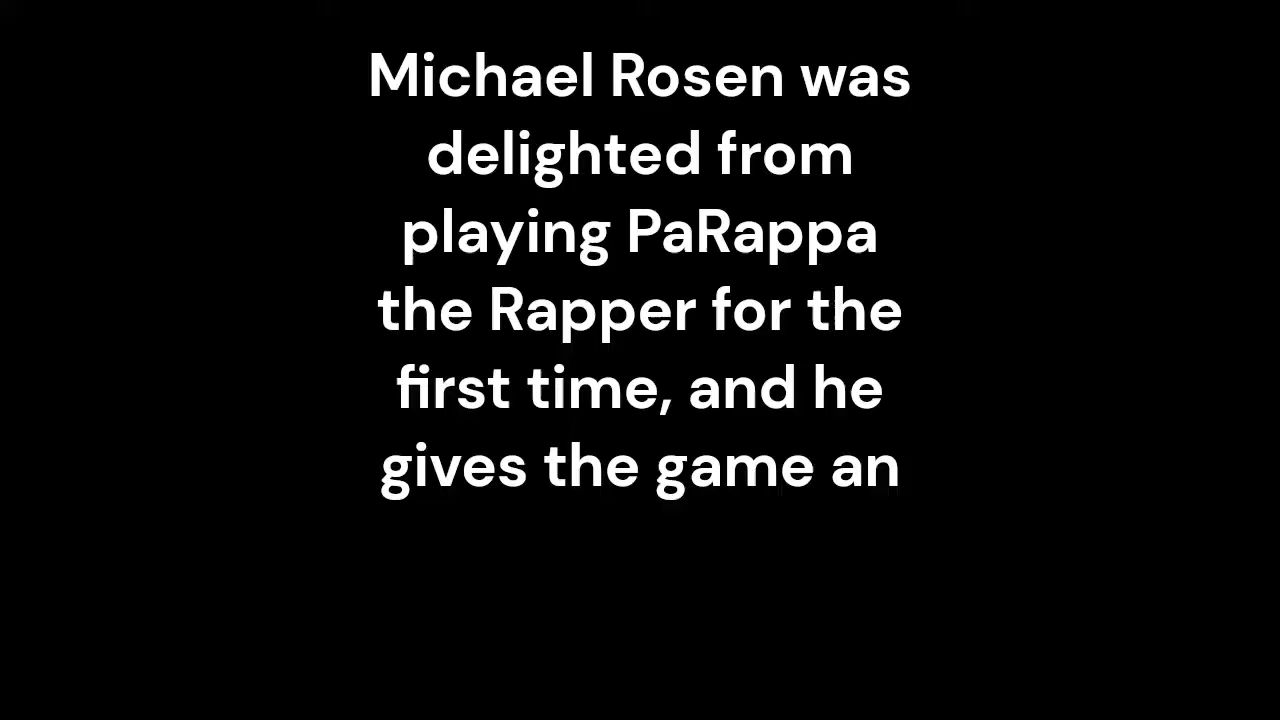 Michael Rosen was
delighted from
playing PaRappa
the Rapper for the
first time, and he
gives the game an